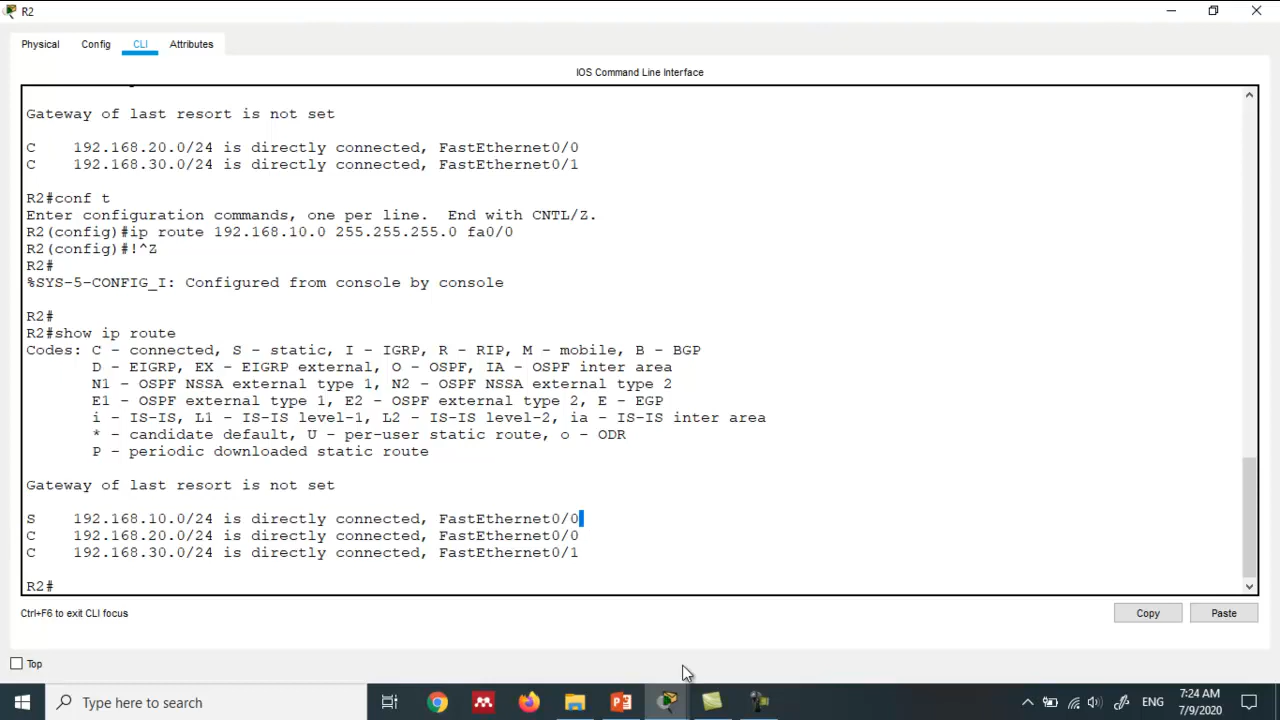 R2
Physical Config CLI Attributes
IOS Command Line Interface
Gateway of last resort is not set
C    192.168.20.0/24 is directly connected, FastEthernet0/0
C    192.168.30.0/24 is directly connected, FastEthernet0/1
R2#conf t
Enter configuration commands, one per line.  End with CNTL/Z.
R2(config)#ip route 192.168.10.0 255.255.255.0 fa0/0
R2(config)#!^Z
R2#
%SYS-5-CONFIG_I: Configured from console by console
R2#
R2#show ip route
Codes: C - connected, S - static, I - IGRP, R - RIP, M - mobile, B - BGP
       D - EIGRP, EX - EIGRP external, O - OSPF, IA - OSPF inter area
       N1 - OSPF NSSA external type 1, N2 - OSPF NSSA external type 2
       E1 - OSPF external type 1, E2 - OSPF external type 2, E - EGP
       i - IS-IS, L1 - IS-IS level-1, L2 - IS-IS level-2, ia - IS-IS inter area
       * - candidate default, U - per-user static route, o - ODR
       P - periodic downloaded static route
Gateway of last resort is not set
S    192.168.10.0/24 is directly connected, FastEthernet0/0
C    192.168.20.0/24 is directly connected, FastEthernet0/0
C    192.168.30.0/24 is directly connected, FastEthernet0/1
R2#
Ctrl+F6 to exit CLI focus
Copy Paste
Top
Type here to search
ENG
7:24 AM
7/9/2020